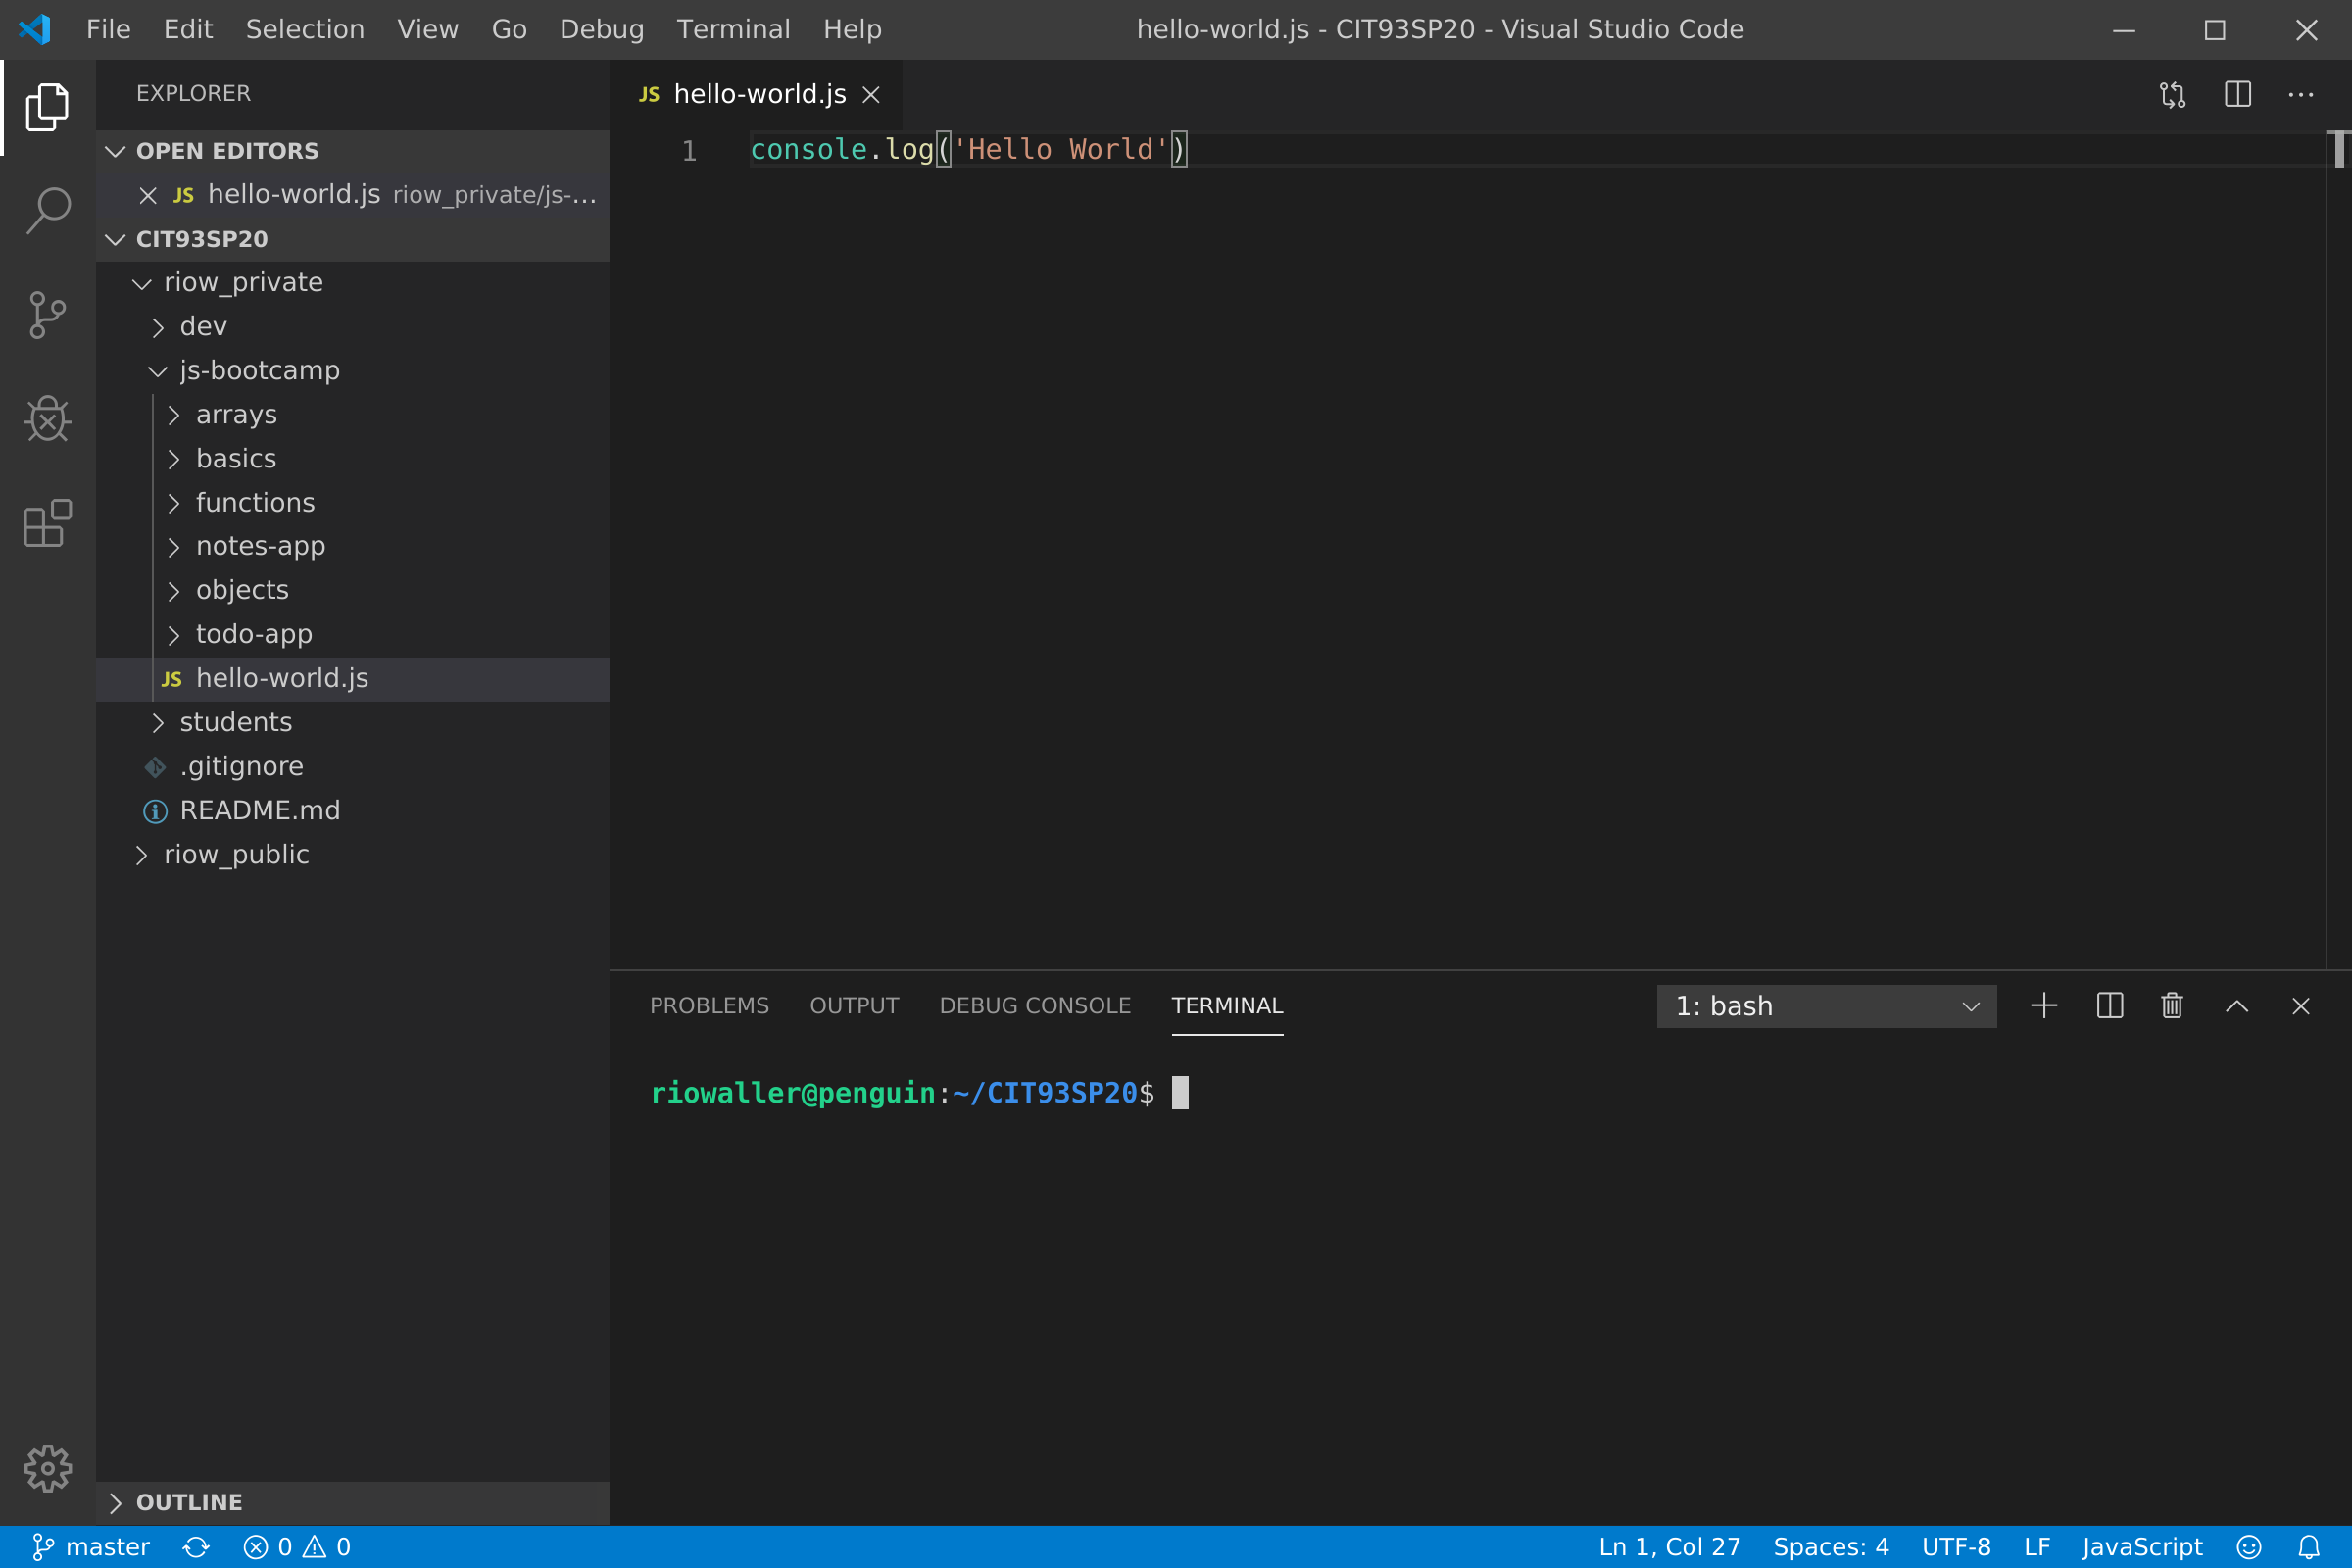 File Edit Selection View Go Debug Terminal Help hello-world.js - CIT93SP20 - Visual Studio Code
EXPLORER
OPEN EDITORS
JS hello-world.js riow_private/js-...
CIT93SP20
riow_private
dev
js-bootcamp
arrays
basics
functions
notes-app
objects
todo-app
JS hello-world.js
students
.gitignore
README.md
riow_public
OUTLINE
JS hello-world.js
1 console.log('Hello World')
PROBLEMS OUTPUT DEBUG CONSOLE TERMINAL 1: bash
riowaller@penguin:~/CIT93SP20$
master 0 0 Ln 1, Col 27 Spaces: 4 UTF-8 LF JavaScript